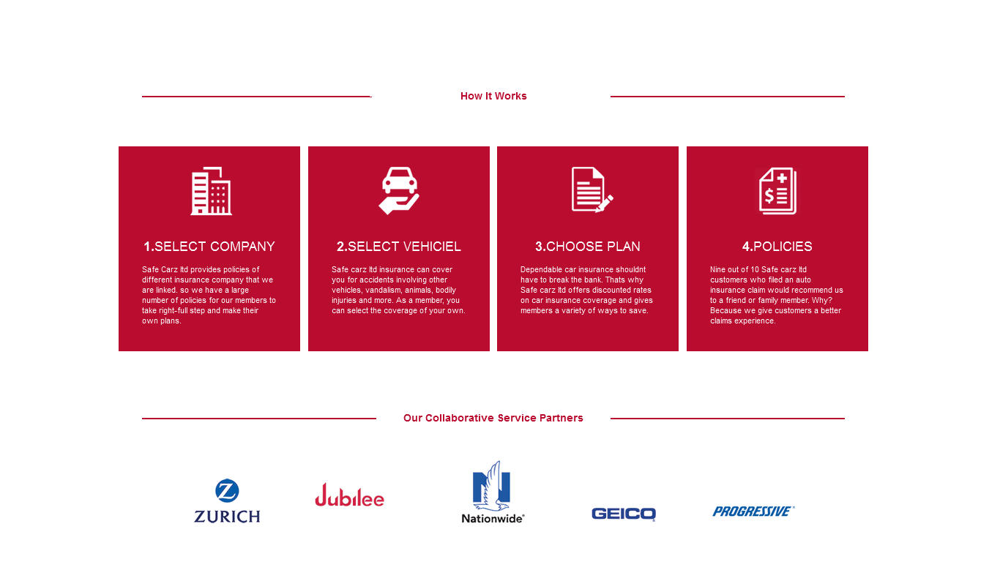 How It Works
1.SELECT COMPANY
Safe Carz ltd provides policies of
different insurance company that we
are linked. so we have a large
number of policies for our members to
take right-full step and make their
own plans.
2.SELECT VEHICIEL
Safe carz ltd insurance can cover
you for accidents involving other
vehicles, vandalism, animals, bodily
injuries and more. As a member, you
can select the coverage of your own.
3.CHOOSE PLAN
Dependable car insurance shouldnt
have to break the bank. Thats why
Safe carz ltd offers discounted rates
on car insurance coverage and gives
members a variety of ways to save.
4.POLICIES
Nine out of 10 Safe carz ltd
customers who filed an auto
insurance claim would recommend us
to a friend or family member. Why?
Because we give customers a better
claims experience.
Our Collaborative Service Partners
Z
ZURICH
Jubilee
N
Nationwide®
GEICO®
PROGRESSIVE®